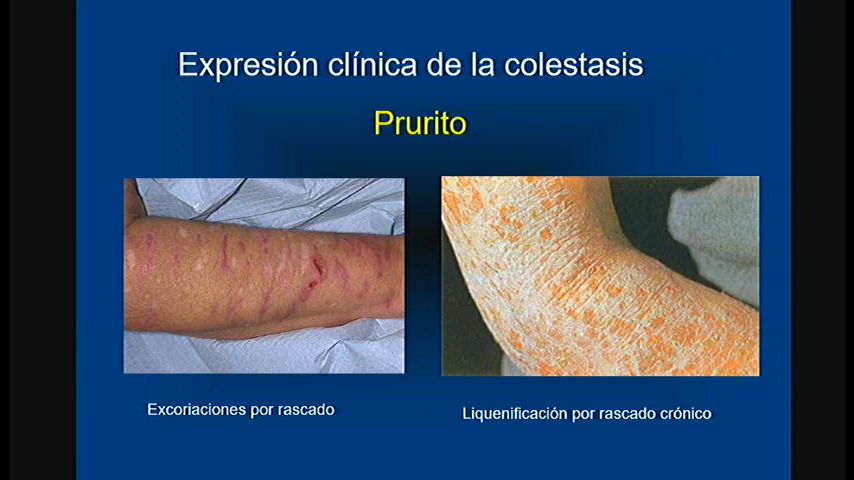 Expresión clínica de la colestasis
Prurito
Excoriaciones por rascado
Liquenificación por rascado crónico